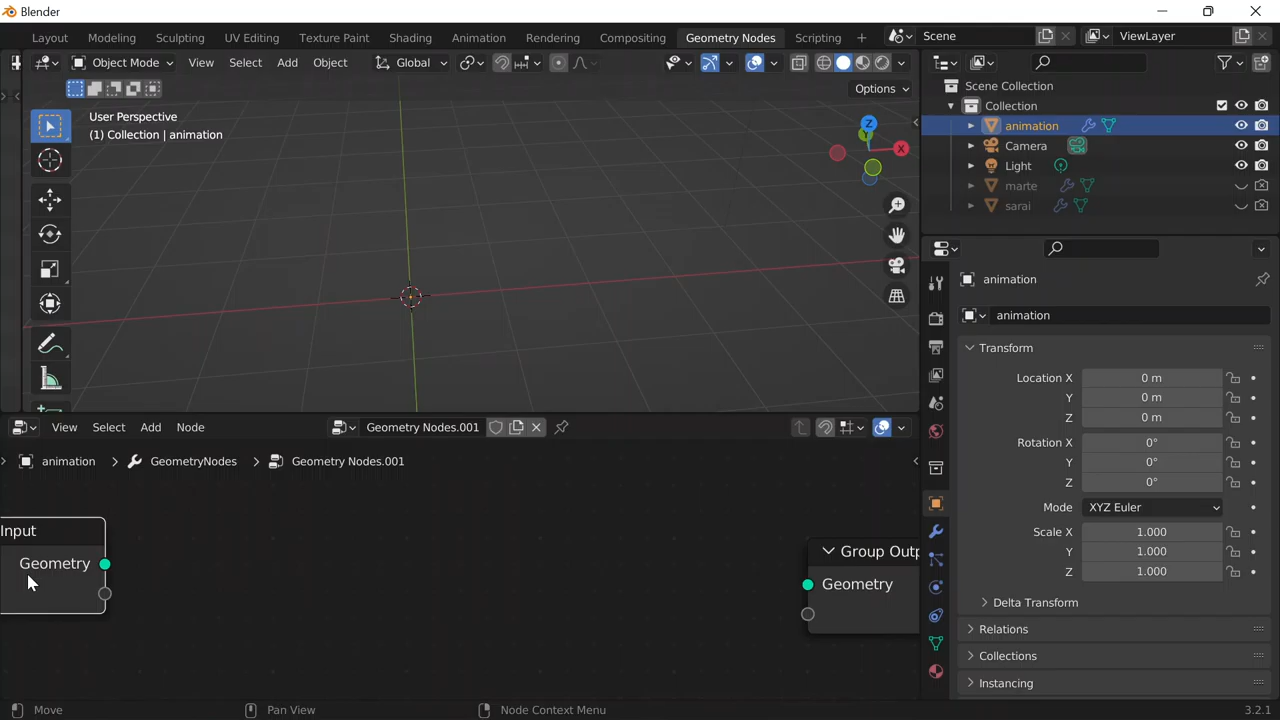 Blender
Layout Modeling Sculpting UV Editing Texture Paint Shading Animation Rendering Compositing Geometry Nodes Scripting + Scene ViewLayer
Object Mode View Select Add Object Global
Options
User Perspective
(1) Collection | animation
Z
Y
X
Scene Collection
Collection
animation
Camera
Light
marte
sarai
animation
animation
Transform
Location X 0 m
Y 0 m
Z 0 m
Rotation X 0°
Y 0°
Z 0°
Mode XYZ Euler
Scale X 1.000
Y 1.000
Z 1.000
Delta Transform
Relations
Collections
Instancing
View Select Add Node Geometry Nodes.001
animation > GeometryNodes > Geometry Nodes.001
Input
Geometry
Group Outp
Geometry
Move Pan View Node Context Menu 3.2.1